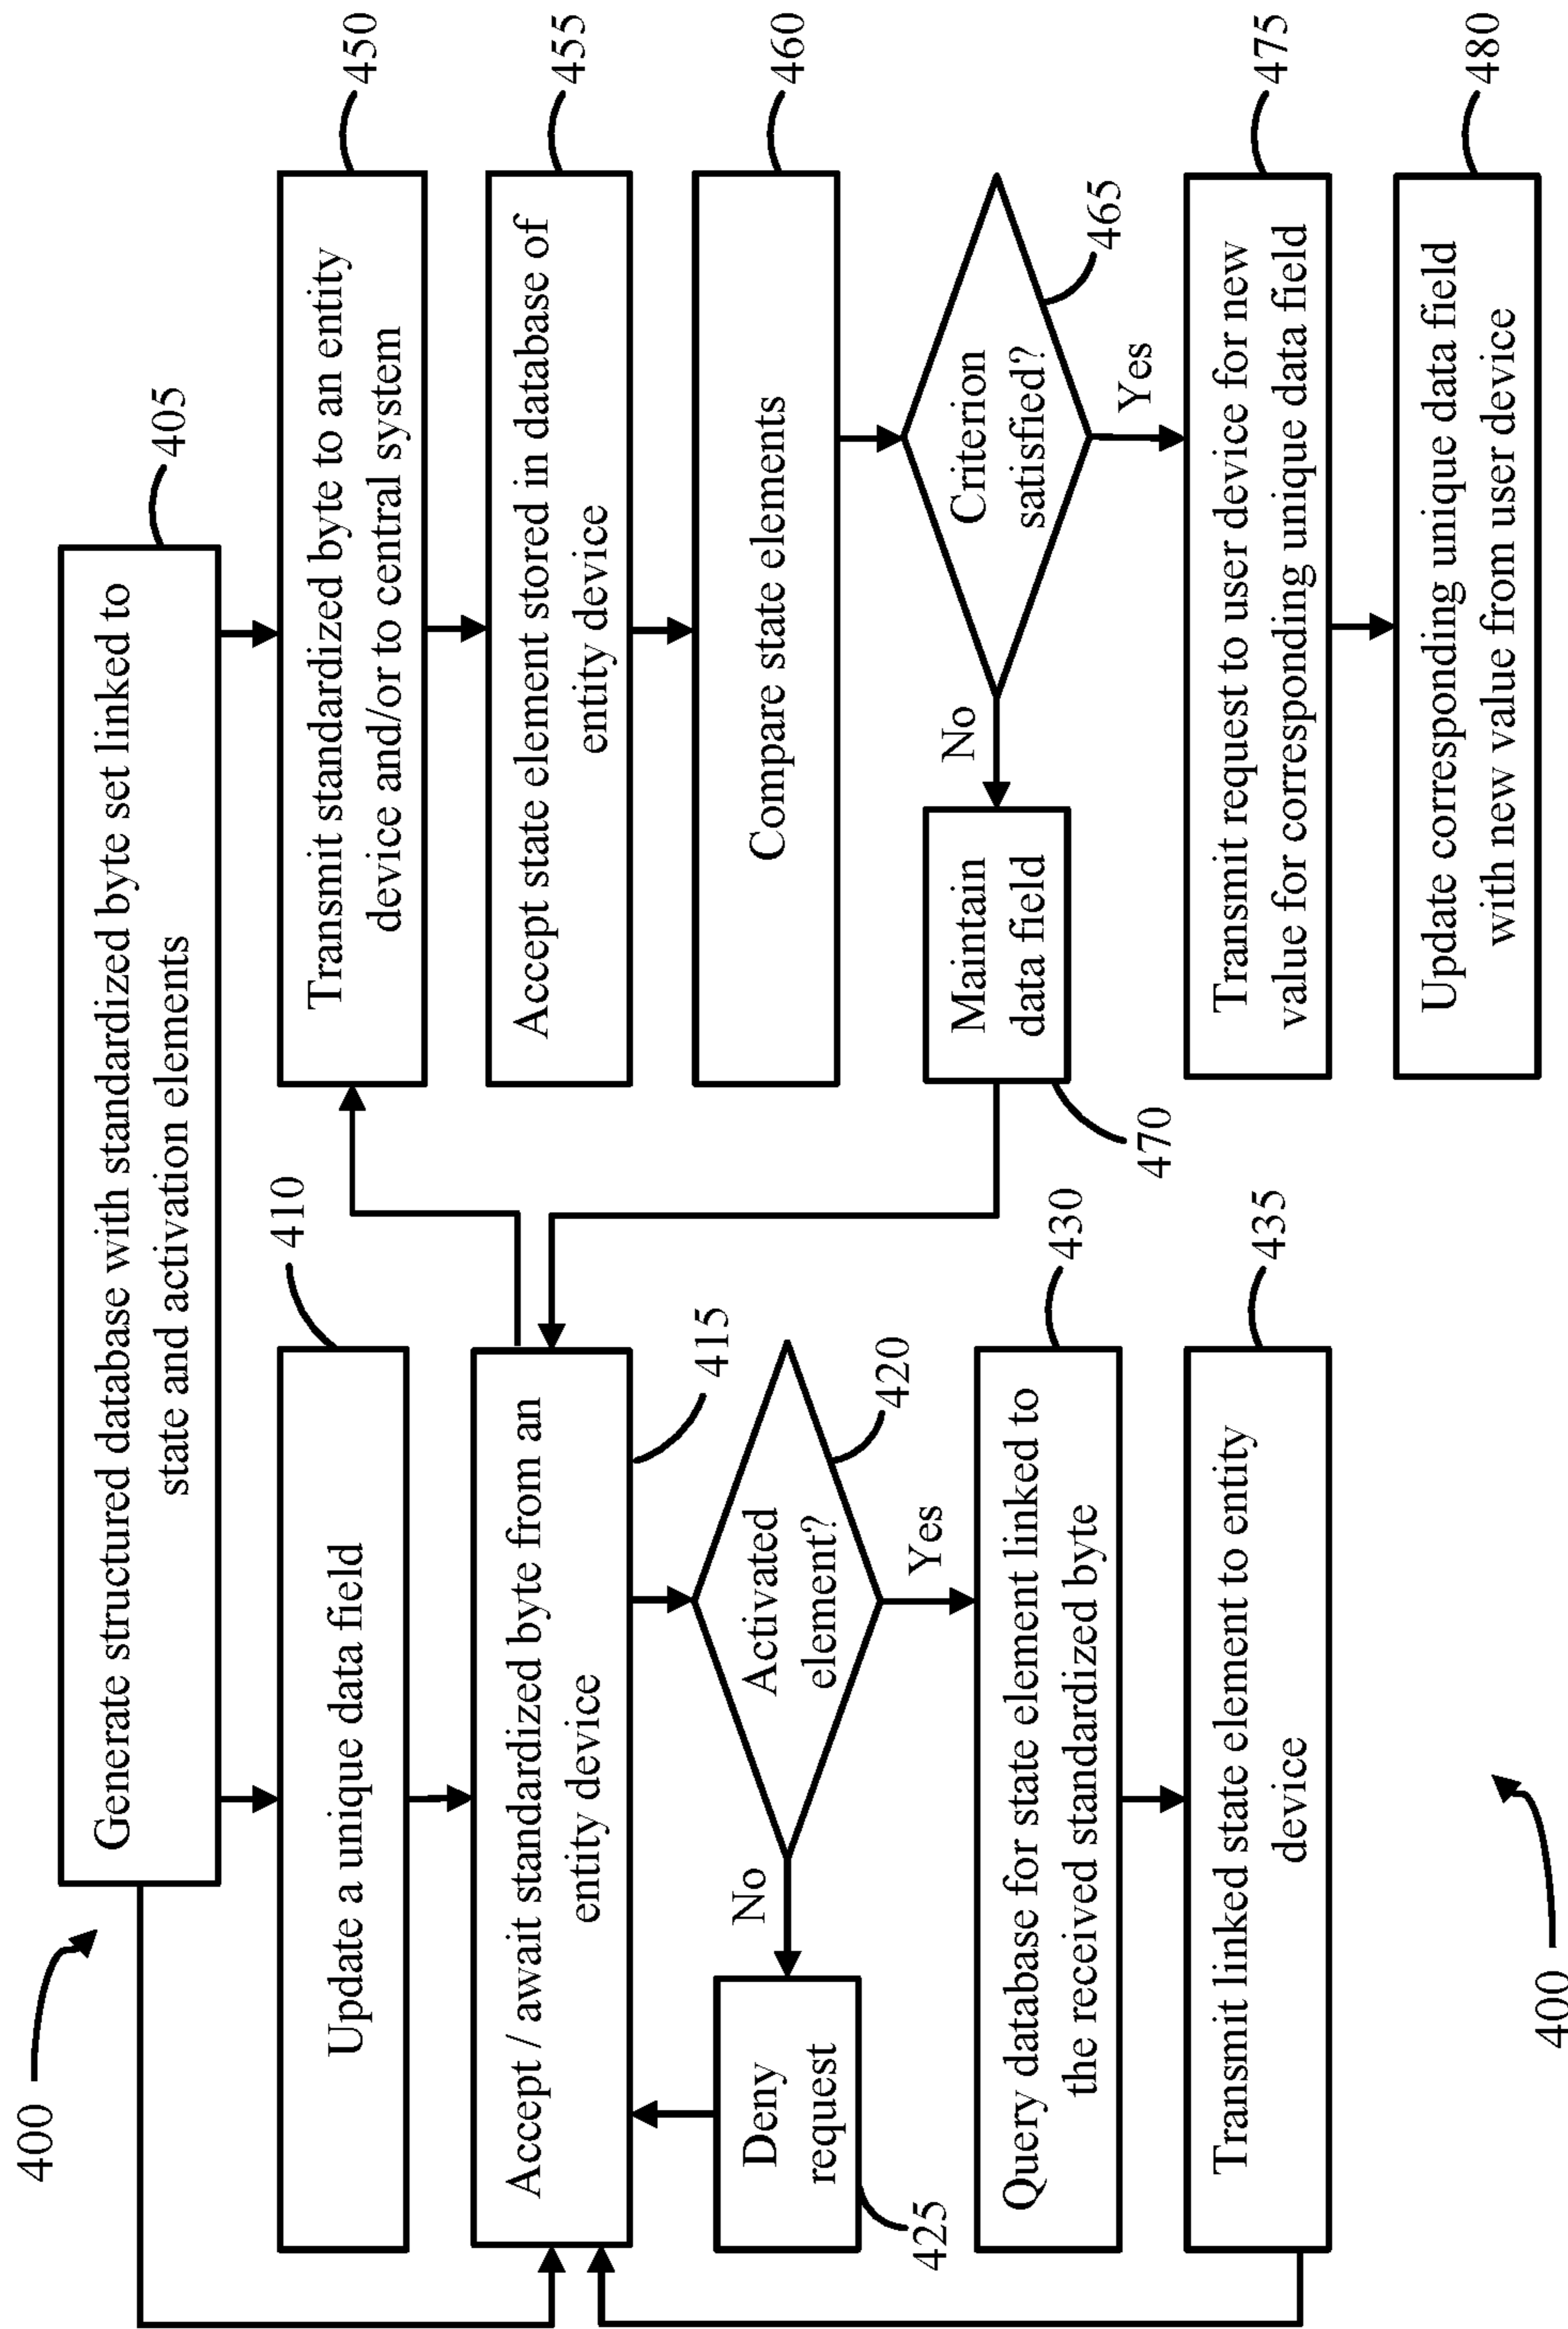 400
405
Generate structured database with standardized byte set linked to
state and activation elements
410
Update a unique data field
415
Accept / await standardized byte from an
entity device
420
Activated
element?
No
Yes
Deny
request
425
430
Query database for state element linked to
the received standardized byte
435
Transmit linked state element to entity
device
450
Transmit standardized byte to an entity
device and/or to central system
455
Accept state element stored in database of
entity device
460
Compare state elements
465
Criterion
satisfied?
No
Yes
Maintain
data field
470
475
Transmit request to user device for new
value for corresponding unique data field
480
Update corresponding unique data field
with new value from user device
400